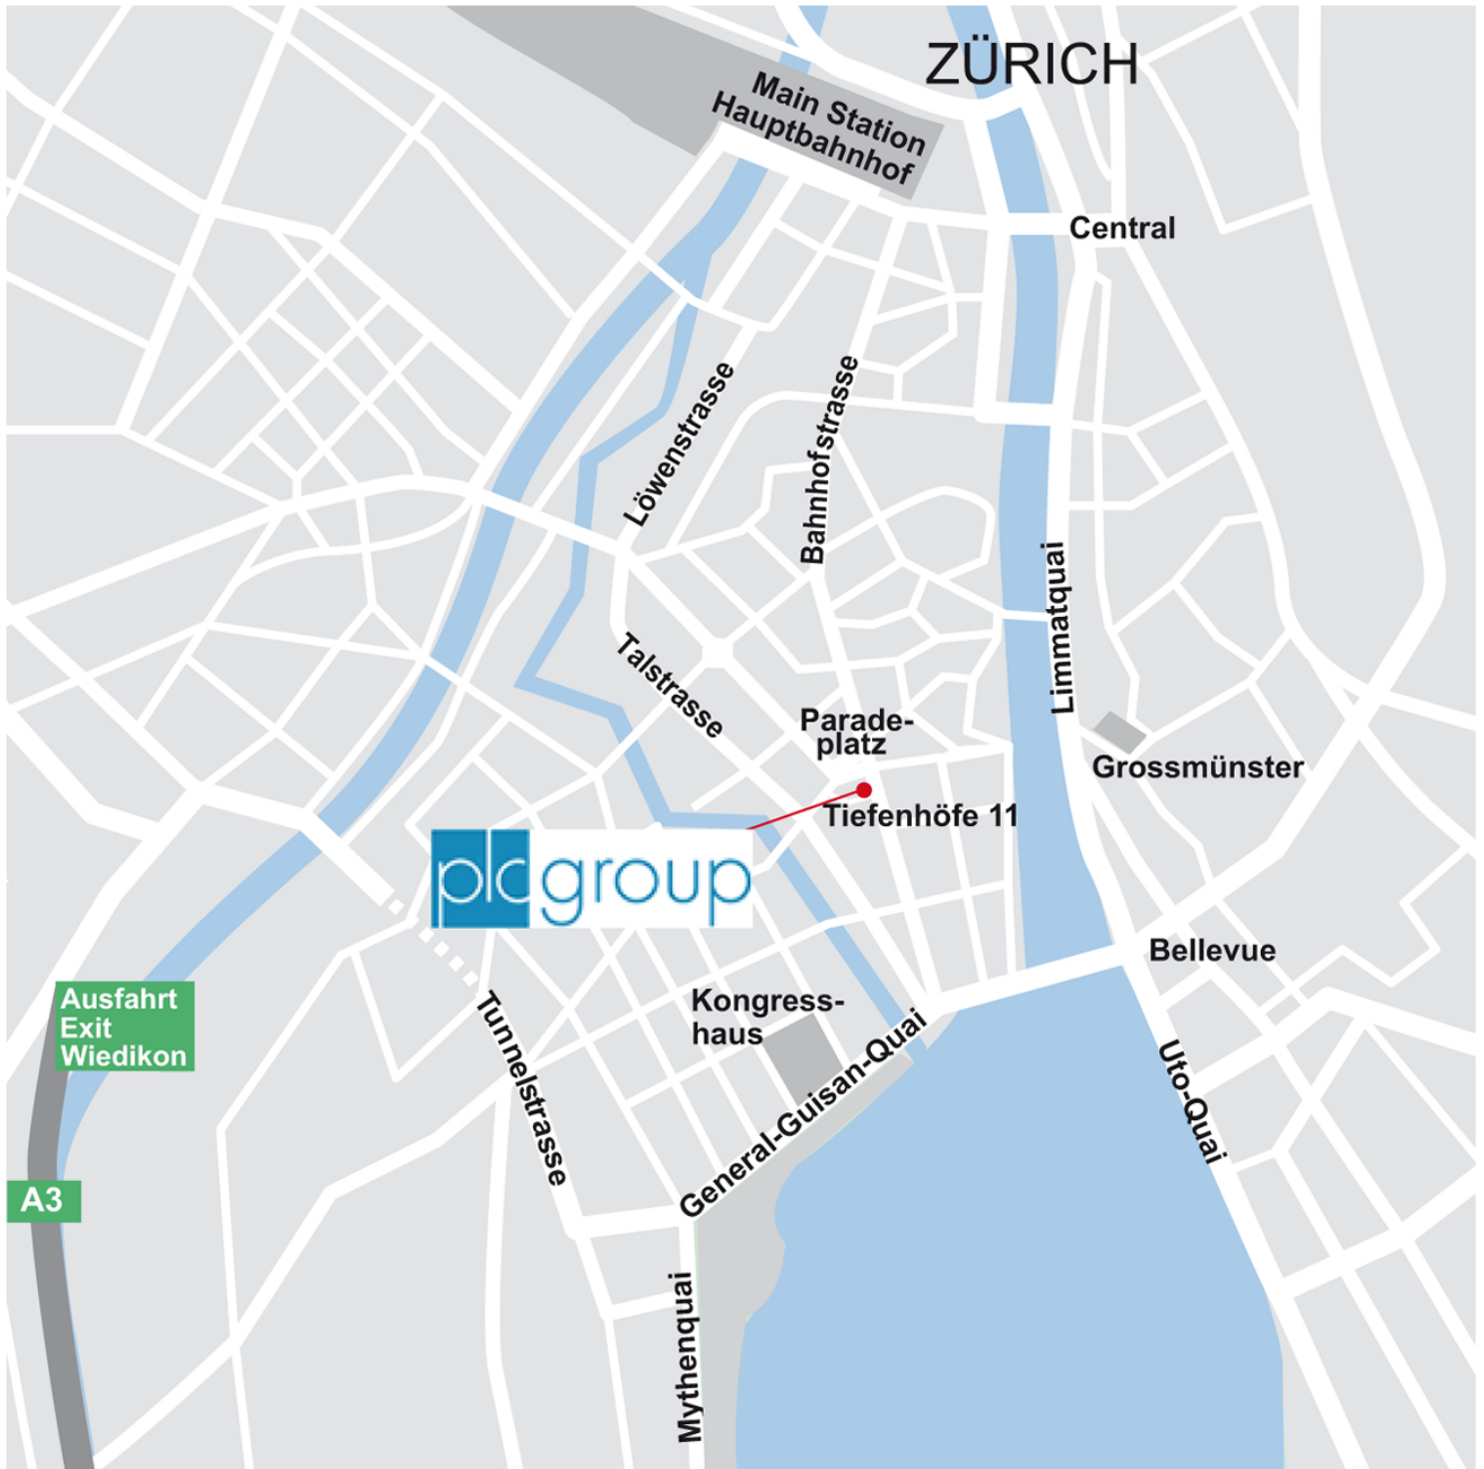 ZÜRICH
Main Station
Hauptbahnhof
Central
Löwenstrasse
Bahnhofstrasse
Limmatquai
Talstrasse
Parade-
platz
Grossmünster
Tiefenhöfe 11
plcgroup
Bellevue
Ausfahrt
Exit
Wiedikon
Kongress-
haus
Tunnelstrasse
General-Guisan-Quai
Uto-Quai
A3
Mythenquai